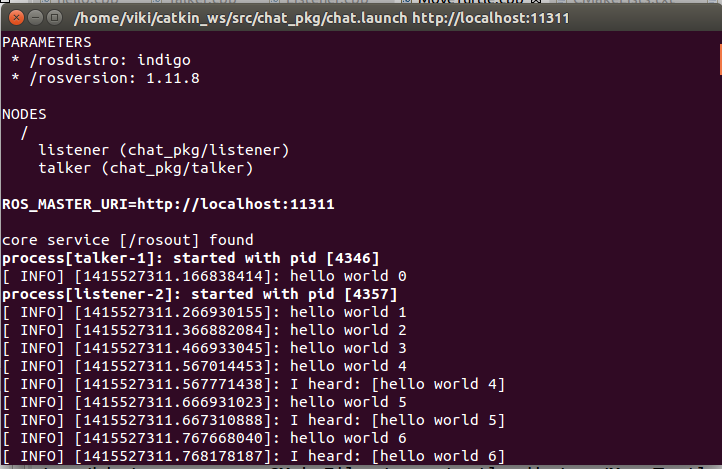 /home/viki/catkin_ws/src/chat_pkg/chat.launch http://localhost:11311
PARAMETERS
 * /rosdistro: indigo
 * /rosversion: 1.11.8
NODES
  /
    listener (chat_pkg/listener)
    talker (chat_pkg/talker)
ROS_MASTER_URI=http://localhost:11311
core service [/rosout] found
process[talker-1]: started with pid [4346]
[ INFO] [1415527311.166838414]: hello world 0
process[listener-2]: started with pid [4357]
[ INFO] [1415527311.266930155]: hello world 1
[ INFO] [1415527311.366882084]: hello world 2
[ INFO] [1415527311.466933045]: hello world 3
[ INFO] [1415527311.567014453]: hello world 4
[ INFO] [1415527311.567771438]: I heard: [hello world 4]
[ INFO] [1415527311.666931023]: hello world 5
[ INFO] [1415527311.667310888]: I heard: [hello world 5]
[ INFO] [1415527311.767668040]: hello world 6
[ INFO] [1415527311.768178187]: I heard: [hello world 6]